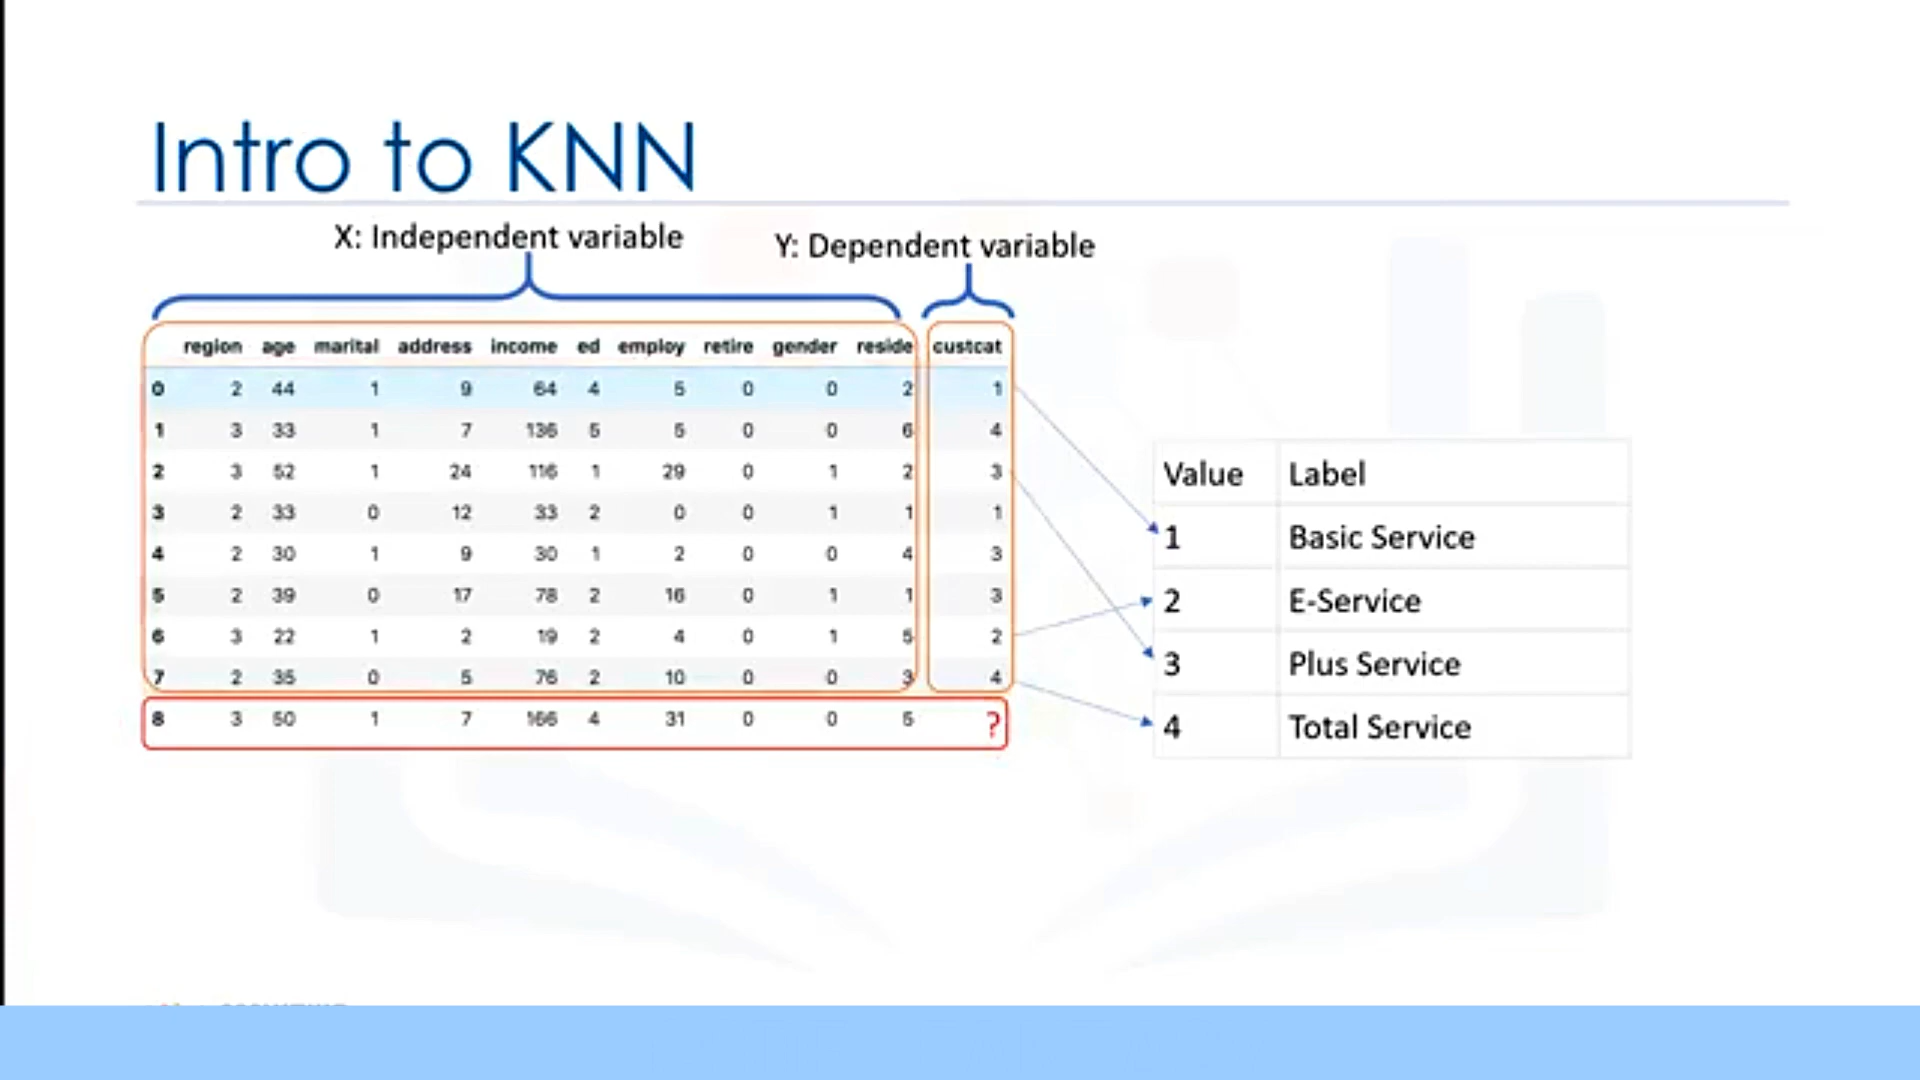 Intro to KNN
X: Independent variable
Y: Dependent variable
region age marital address income ed employ retire gender reside custcat
0 2 44 1 9 64 4 5 0 0 2 1
1 3 33 1 7 136 5 5 0 0 6 4
2 3 52 1 24 116 1 29 0 1 2 3
3 2 33 0 12 33 2 0 0 1 1 1
4 2 30 1 9 30 1 2 0 0 4 3
5 2 39 0 17 78 2 16 0 1 1 3
6 3 22 1 2 19 2 4 0 1 5 2
7 2 35 0 5 76 2 10 0 0 3 4
8 3 50 1 7 166 4 31 0 0 5 ?
Value Label
1 Basic Service
2 E-Service
3 Plus Service
4 Total Service